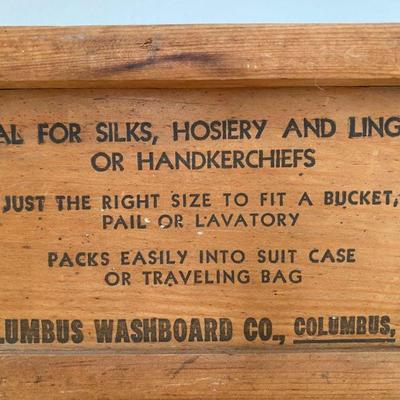 AL FOR SILKS, HOSIERY AND LING
OR HANDKERCHIEFS
JUST THE RIGHT SIZE TO FIT A BUCKET,
PAIL OR LAVATORY
PACKS EASILY INTO SUIT CASE
OR TRAVELING BAG
LUMBUS WASHBOARD CO., COLUMBUS,